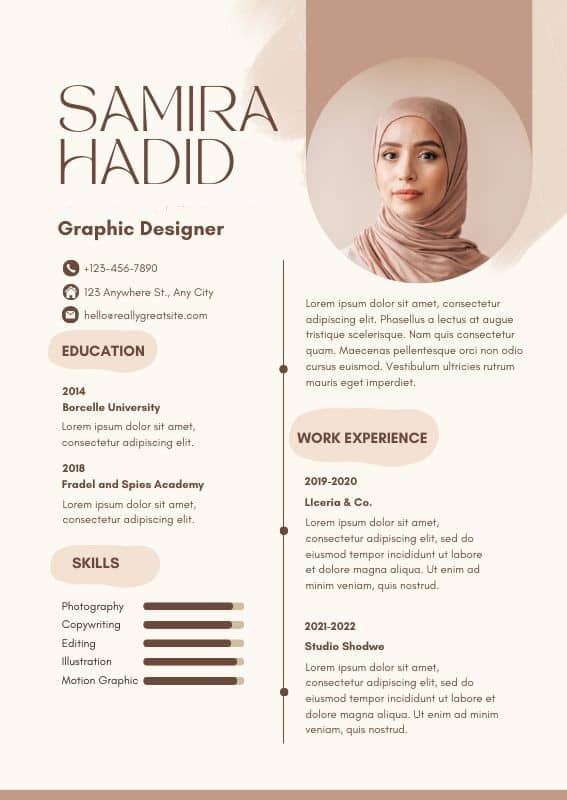 SAMIRA
HADID
Graphic Designer
+123-456-7890
123 Anywhere St., Any City
hello@reallygreatsite.com
EDUCATION
2014
Borcelle University
Lorem ipsum dolor sit amet,
consectetur adipiscing elit.
2018
Fradel and Spies Academy
Lorem ipsum dolor sit amet,
consectetur adipiscing elit.
SKILLS
Photography
Copywriting
Editing
Illustration
Motion Graphic
Lorem ipsum dolor sit amet, consectetur
adipiscing elit. Phasellus a lectus at augue
tristique scelerisque. Nam quis consectetur
quam. Maecenas pellentesque orci non odio
cursus euismod. Vestibulum ultricies rutrum
mauris eget imperdiet.
WORK EXPERIENCE
2019-2020
LIceria & Co.
Lorem ipsum dolor sit amet,
consectetur adipiscing elit, sed do
eiusmod tempor incididunt ut labore
et dolore magna aliqua. Ut enim ad
minim veniam, quis nostrud.
2021-2022
Studio Shodwe
Lorem ipsum dolor sit amet,
consectetur adipiscing elit, sed do
eiusmod tempor incididunt ut labore et
dolore magna aliqua. Ut enim ad minim
veniam, quis nostrud.